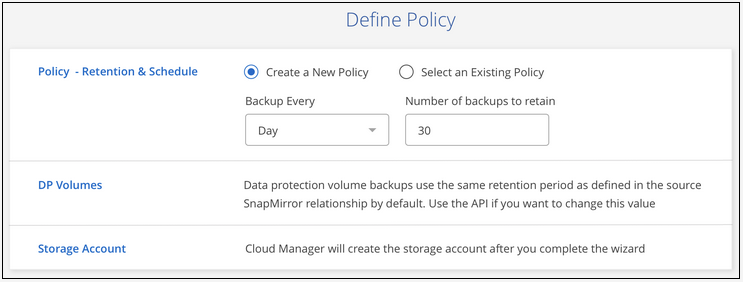 Define Policy
Policy - Retention & Schedule
Create a New Policy
Select an Existing Policy
Backup Every
Number of backups to retain
Day
30
DP Volumes
Data protection volume backups use the same retention period as defined in the source
SnapMirror relationship by default. Use the API if you want to change this value
Storage Account
Cloud Manager will create the storage account after you complete the wizard